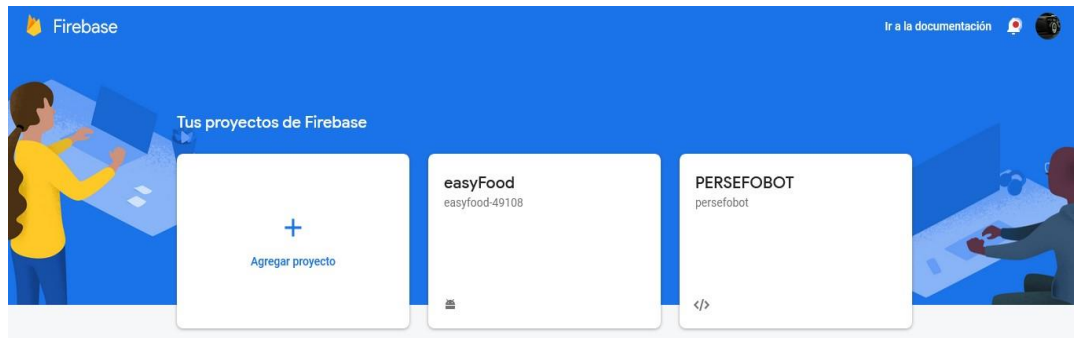 Firebase
Ir a la documentación
Tus proyectos de Firebase
Agregar proyecto
easyFood
easyfood-49108
PERSEFOBOT
persefobot
</>